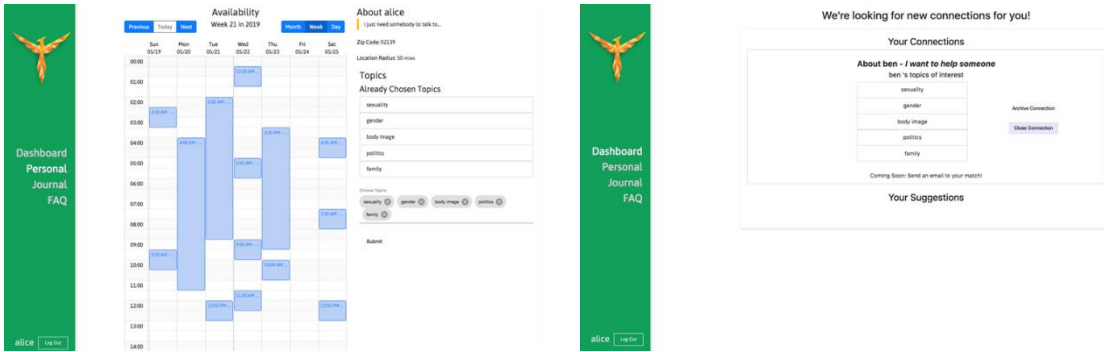 Availability
Week 21 in 2019
Previous Today Next
Month Week Day
Sun Mon Tue Wed Thu Fri Sat
05/19 05/20 05/21 05/22 05/23 05/24 05/25
00:00
01:00
02:00
03:00
04:00
05:00
06:00
07:00
08:00
09:00
10:00
11:00
12:00
13:00
14:00
Dashboard
Personal
Journal
FAQ
alice Log Out
About alice
I just need somebody to talk to...
Zip Code: 02139
Location Radius: 50 miles
Topics
Already Chosen Topics
sexuality
gender
body image
politics
family
Choose Topics
sexuality gender body image politics
family
Submit
We're looking for new connections for you!
Your Connections
About ben - I want to help someone
ben 's topics of interest
sexuality
gender
body image
politics
family
Archive Connection
Close Connection
Coming Soon: Send an email to your match!
Your Suggestions
Dashboard
Personal
Journal
FAQ
alice Log Out